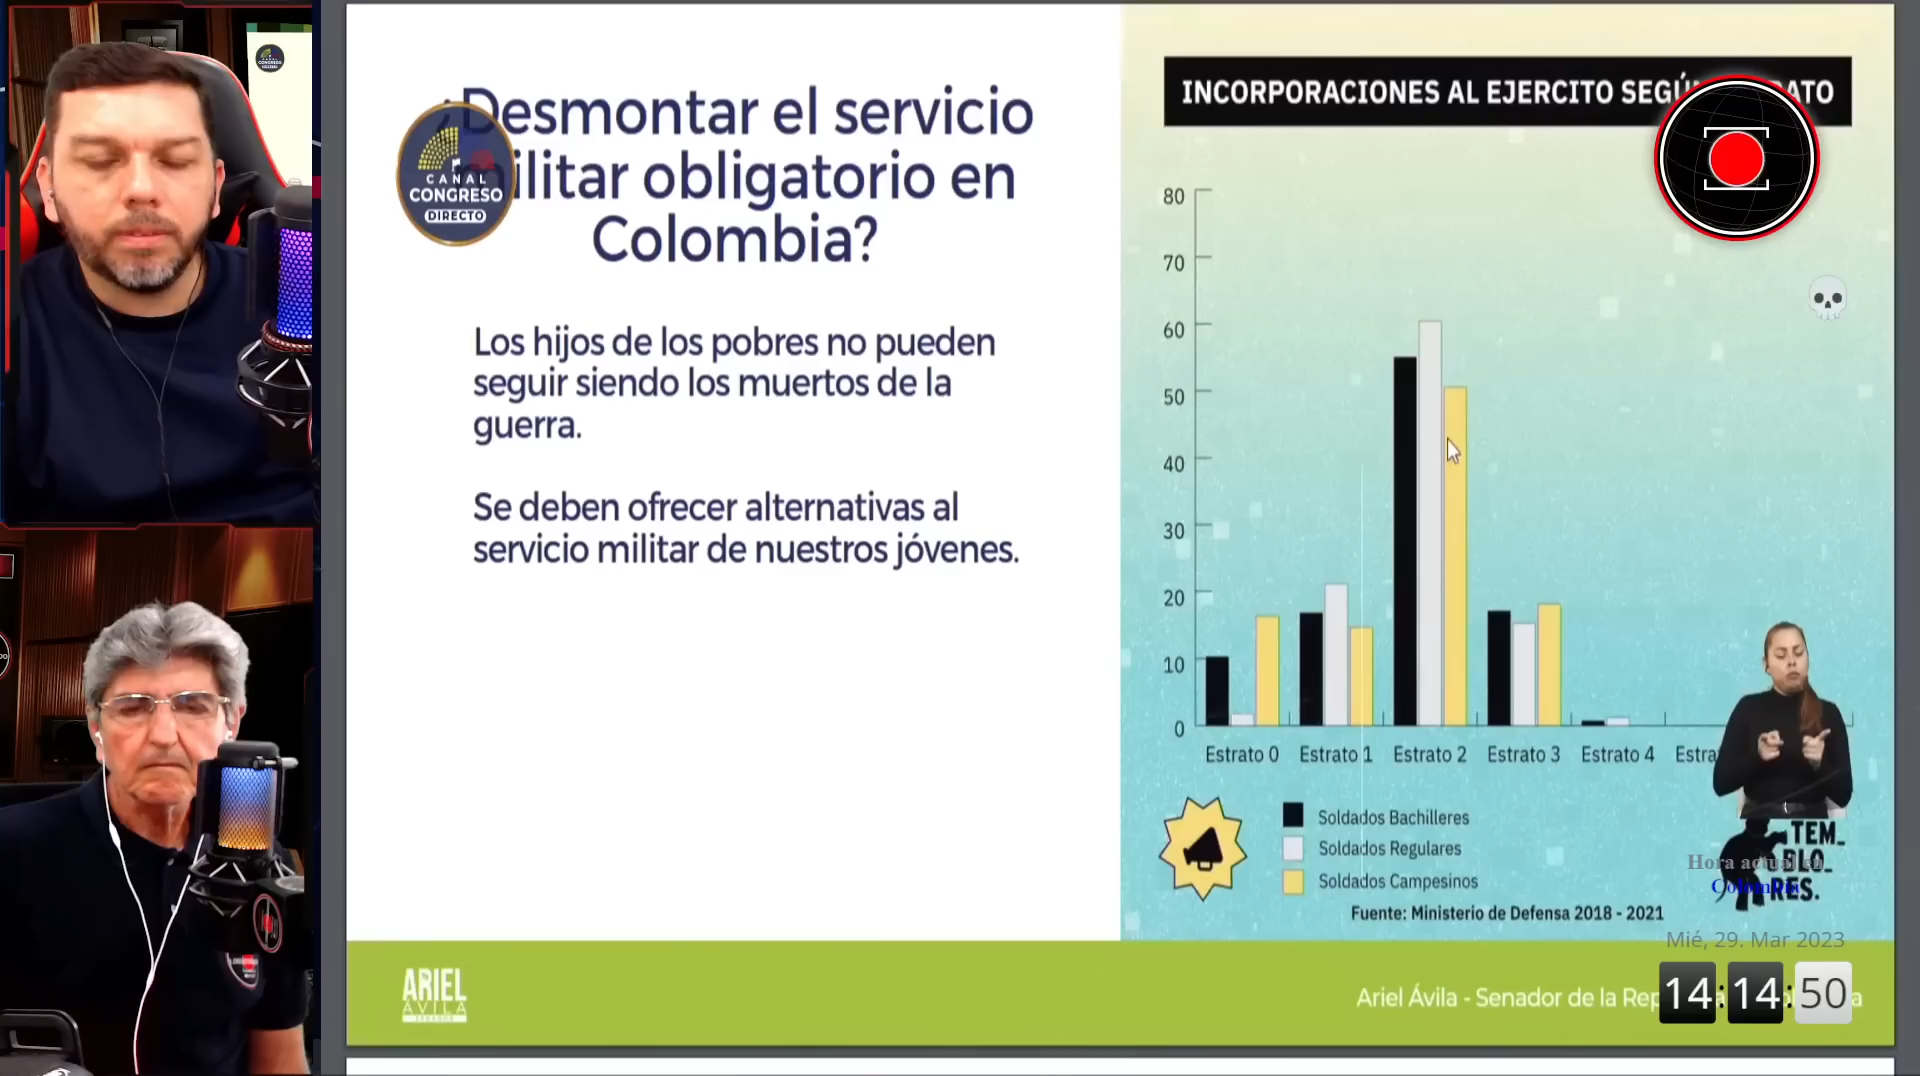 ¿Desmontar el servicio
militar obligatorio en
Colombia?
CANAL
CONGRESO
DIRECTO
Los hijos de los pobres no pueden
seguir siendo los muertos de la
guerra.
Se deben ofrecer alternativas al
servicio militar de nuestros jóvenes.
INCORPORACIONES AL EJERCITO SEGÚ ATO
80
70
60
50
40
30
20
10
0
Estrato 0 Estrato 1 Estrato 2 Estrato 3 Estrato 4 Estra
Soldados Bachilleres
Soldados Regulares
Soldados Campesinos
Fuente: Ministerio de Defensa 2018 - 2021
TEM_
BLO_
RES.
Hora actual en
Colombia
Mié, 29. Mar 2023
14:14:50
ARIEL
ÁVILA
Ariel Ávila - Senador de la Rep a